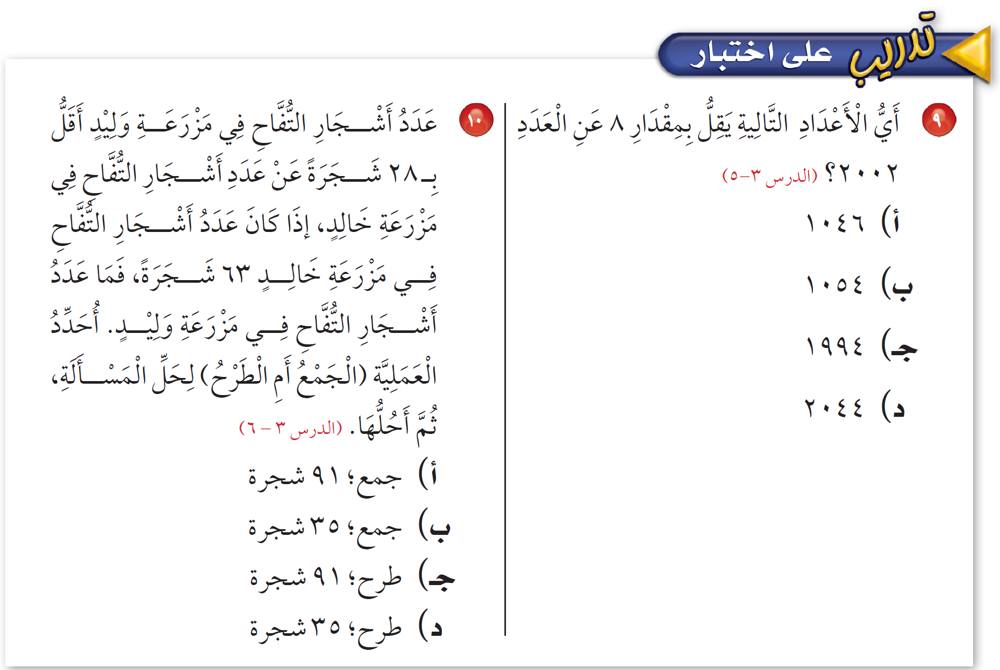 تدريب على اختبار
٩ أَيُّ الْأَعْدَادِ التَّالِيَةِ يَقِلُّ بِمِقْدَارِ ٨ عَنِ الْعَدَدِ
٢٠٠٢؟ (الدرس ٣-٥)
أ) ١٠٤٦
ب) ١٠٥٤
جـ) ١٩٩٤
د) ٢٠٤٤
١٠ عَدَدُ أَشْجَارِ التُّفَّاحِ فِي مَزْرَعَةِ وَلِيْدٍ أَقَلُّ
بِـ ٢٨ شَجَرَةً عَنْ عَدَدِ أَشْجَارِ التُّفَّاحِ فِي
مَزْرَعَةِ خَالِدٍ، إذَا كَانَ عَدَدُ أَشْجَارِ التُّفَّاحِ
فِي مَزْرَعَةِ خَالِدٍ ٦٣ شَجَرَةً، فَمَا عَدَدُ
أَشْجَارِ التُّفَّاحِ فِي مَزْرَعَةِ وَلِيْدٍ. أُحَدِّدُ
الْعَمَلِيَّة (الْجَمْعُ أَمِ الْطَرْحُ) لِحَلِّ الْمَسْأَلَةِ،
ثُمَّ أَحُلُّهَا. (الدرس ٣ – ٦)
أ) جمع؛ ٩١ شجرة
ب) جمع؛ ٣٥ شجرة
جـ) طرح؛ ٩١ شجرة
د) طرح؛ ٣٥ شجرة